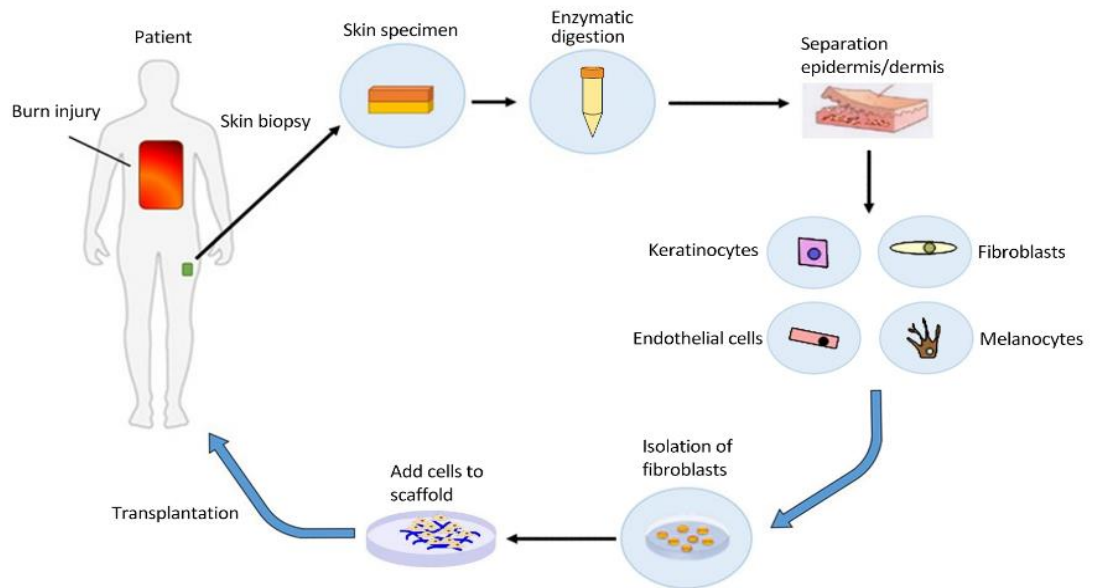 Patient
Burn injury
Skin biopsy
Skin specimen
Enzymatic
digestion
Separation
epidermis/dermis
Keratinocytes
Fibroblasts
Endothelial cells
Melanocytes
Isolation of
fibroblasts
Add cells to
scaffold
Transplantation